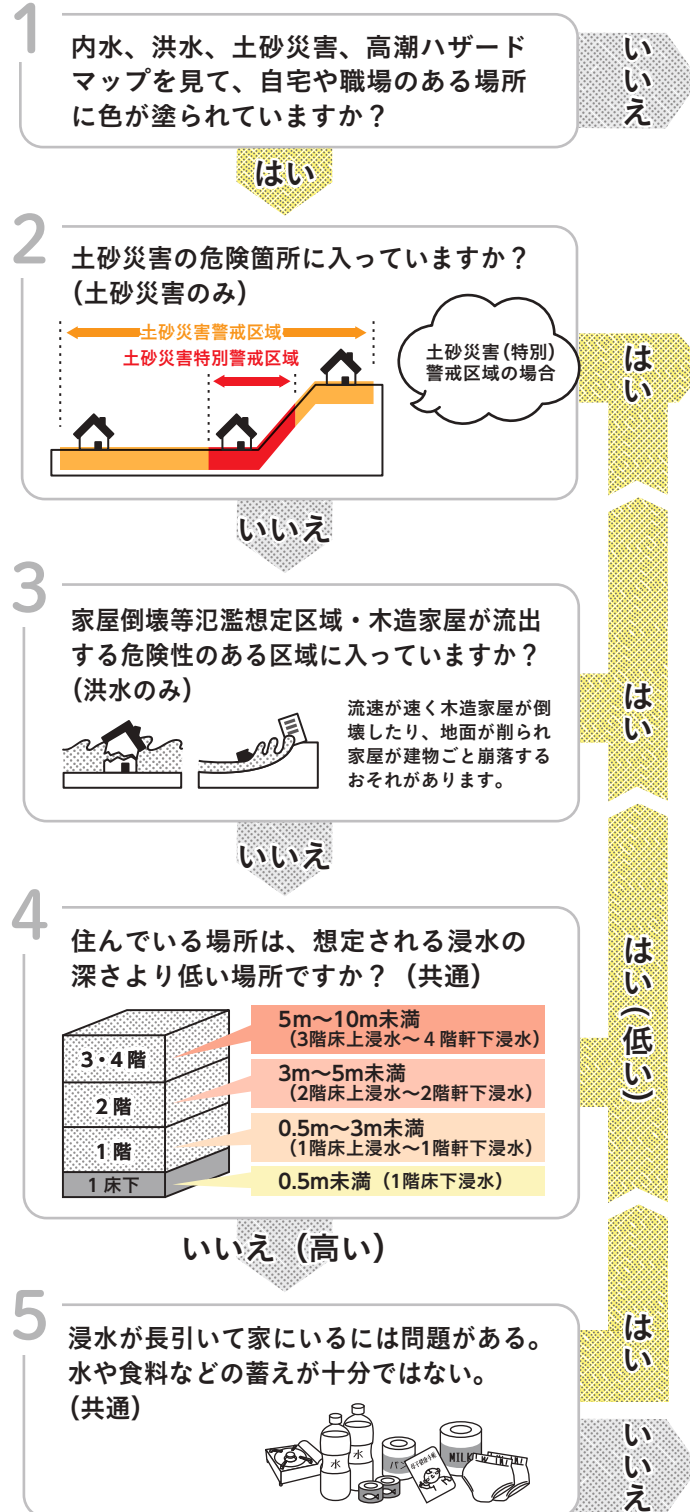 1
内水、洪水、土砂災害、高潮ハザード
マップを見て、自宅や職場のある場所
に色が塗られていますか？
いいえ
はい
2
土砂災害の危険箇所に入っていますか？
(土砂災害のみ)
土砂災害警戒区域
土砂災害特別警戒区域
土砂災害(特別)
警戒区域の場合
はい
いいえ
3
家屋倒壊等氾濫想定区域・木造家屋が流出
する危険性のある区域に入っていますか？
(洪水のみ)
流速が速く木造家屋が倒
壊したり、地面が削られ
家屋が建物ごと崩落する
おそれがあります。
はい
いいえ
4
住んでいる場所は、想定される浸水の
深さより低い場所ですか？（共通）
3・4階
2階
1階
1床下
5m〜10m未満
（3階床上浸水〜４階軒下浸水）
3m〜5m未満
（2階床上浸水〜2階軒下浸水）
0.5m〜3m未満
（1階床上浸水〜1階軒下浸水）
0.5m未満（1階床下浸水）
はい(低い)
いいえ（高い）
5
浸水が長引いて家にいるには問題がある。
水や食料などの蓄えが十分ではない。
(共通)
水
水
パン
母子健康手帳
MILK
はい
いいえ